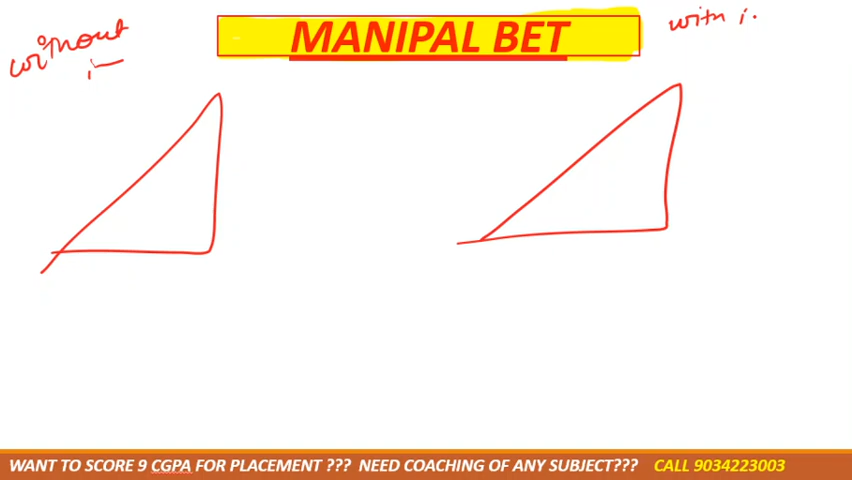 without
i-
MANIPAL BET
with i.
WANT TO SCORE 9 CGPA FOR PLACEMENT ??? NEED COACHING OF ANY SUBJECT??? CALL 9034223003